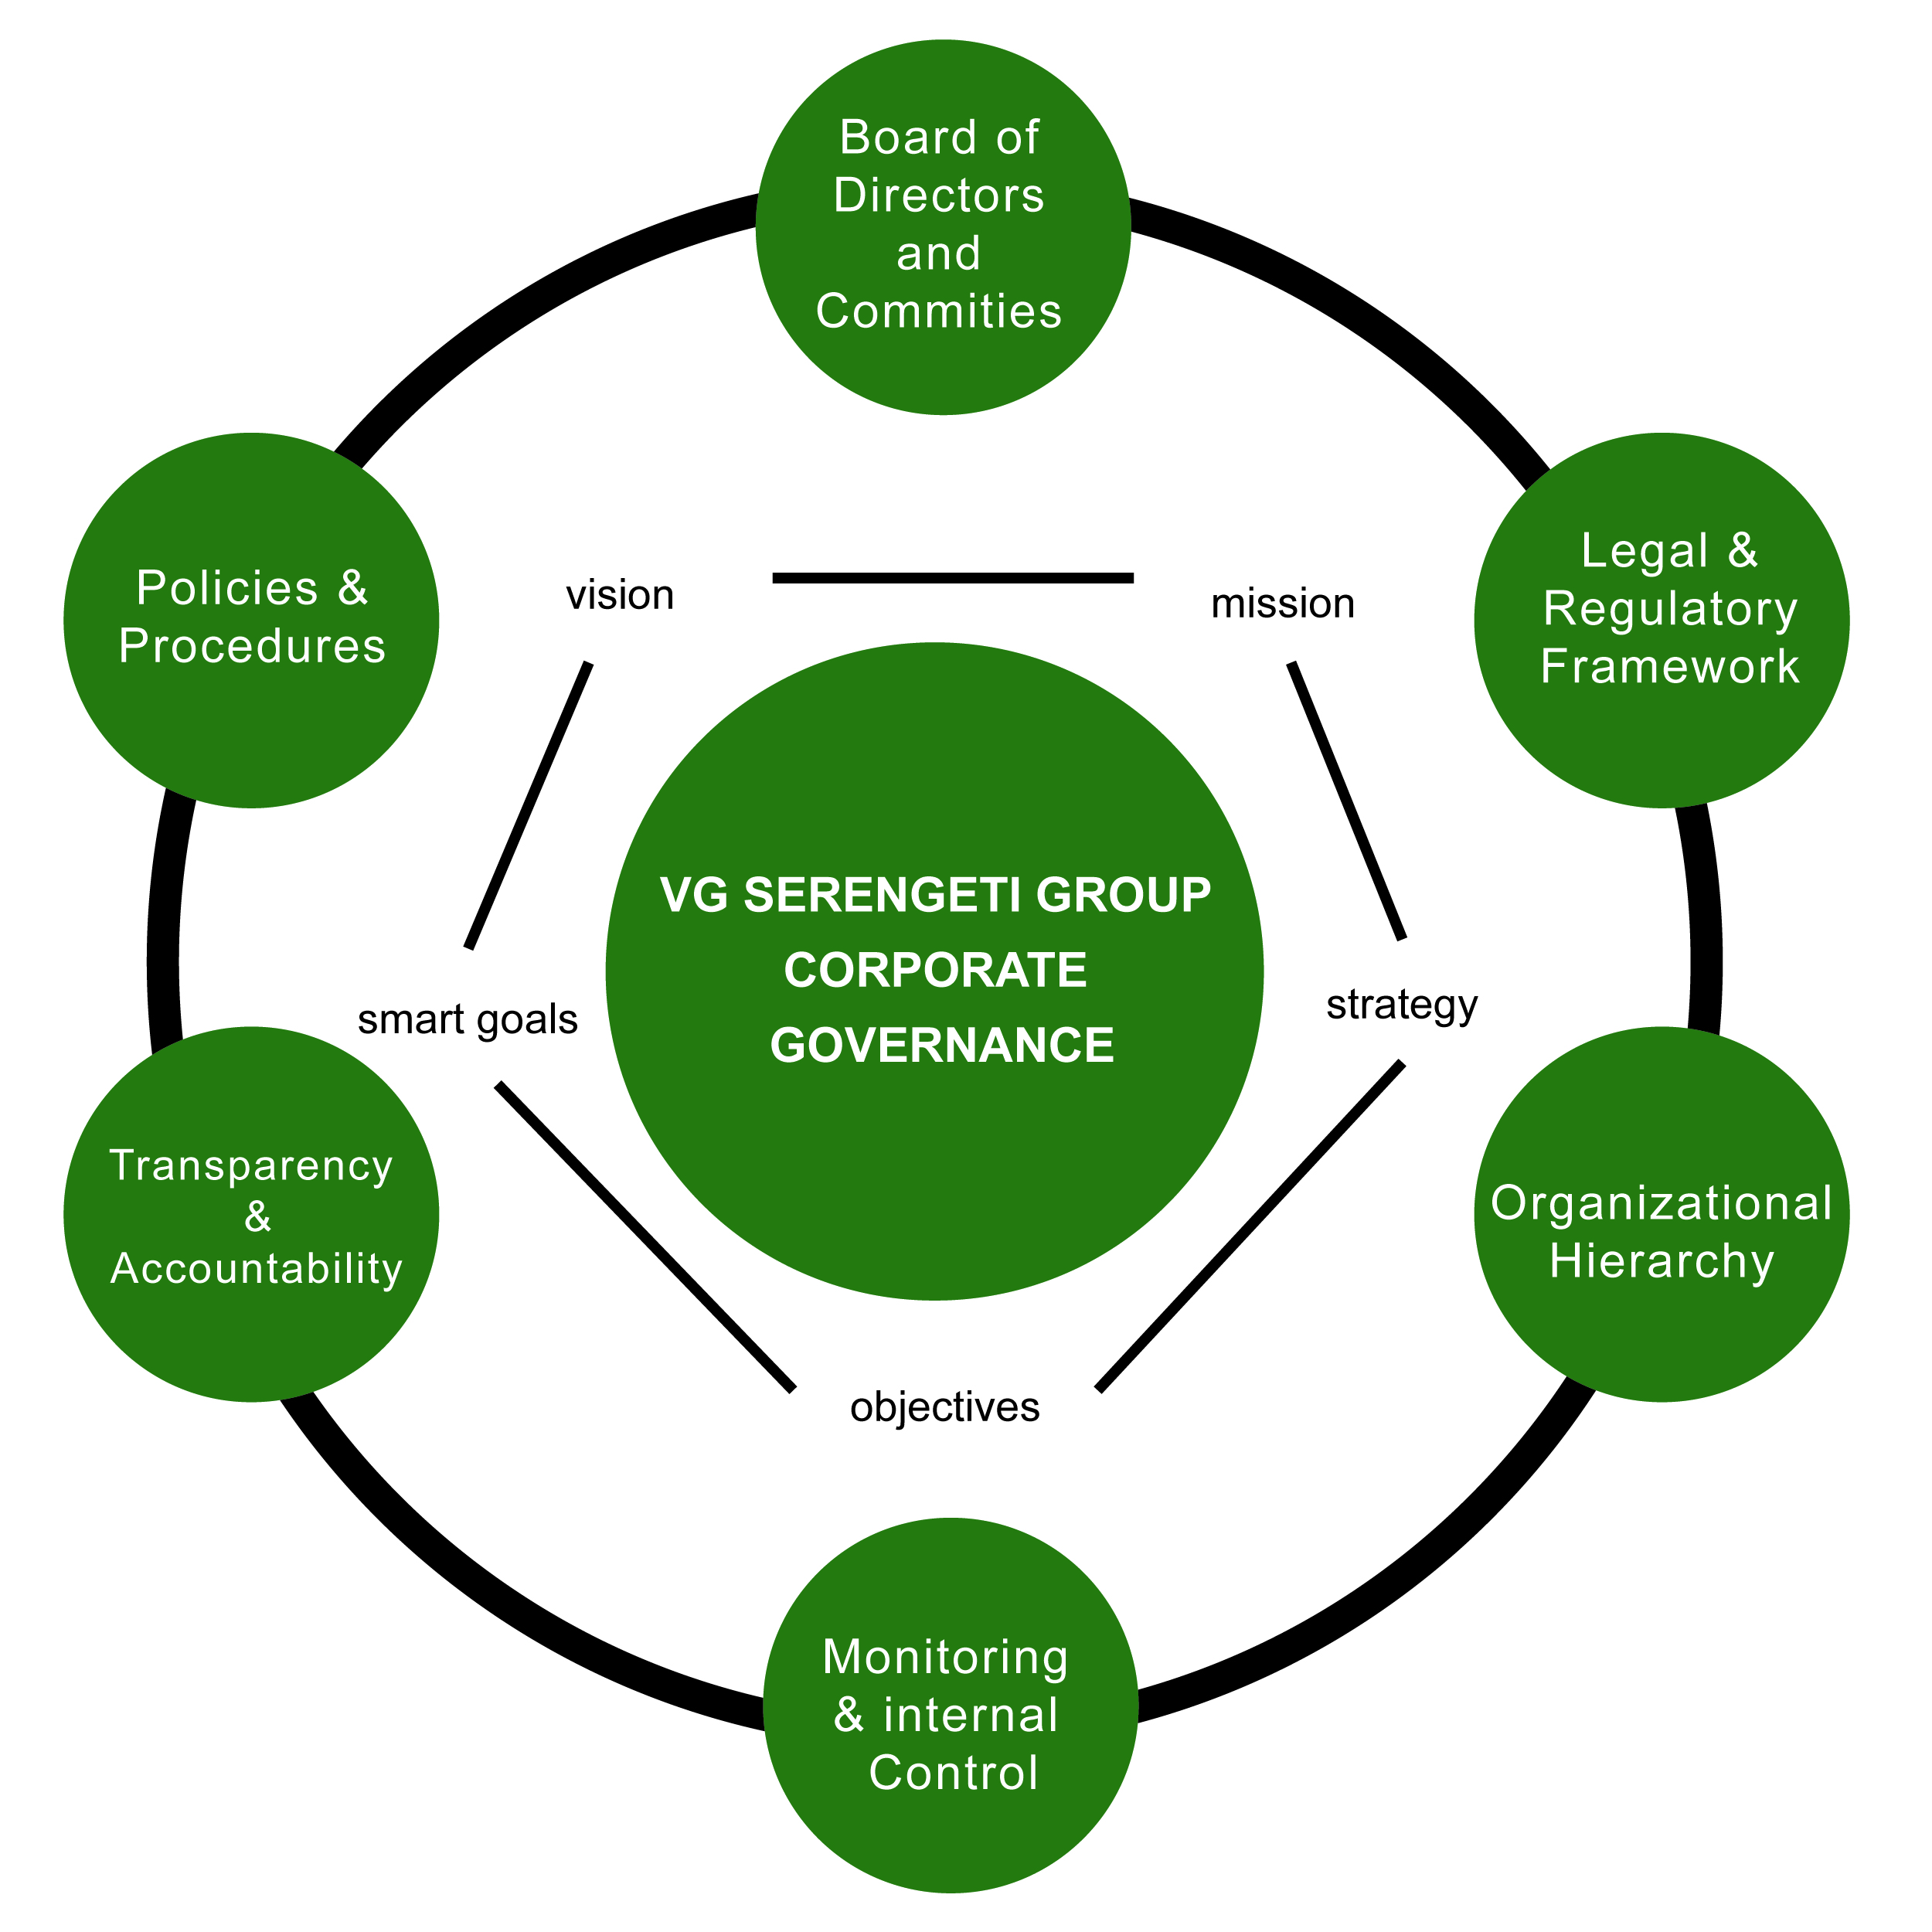 Board of
Directors
and
Commities
Policies &
Procedures
vision
mission
Legal &
Regulatory
Framework
VG SERENGETI GROUP
CORPORATE
GOVERNANCE
smart goals
strategy
Transparency
&
Accountability
Organizational
Hierarchy
objectives
Monitoring
& internal
Control